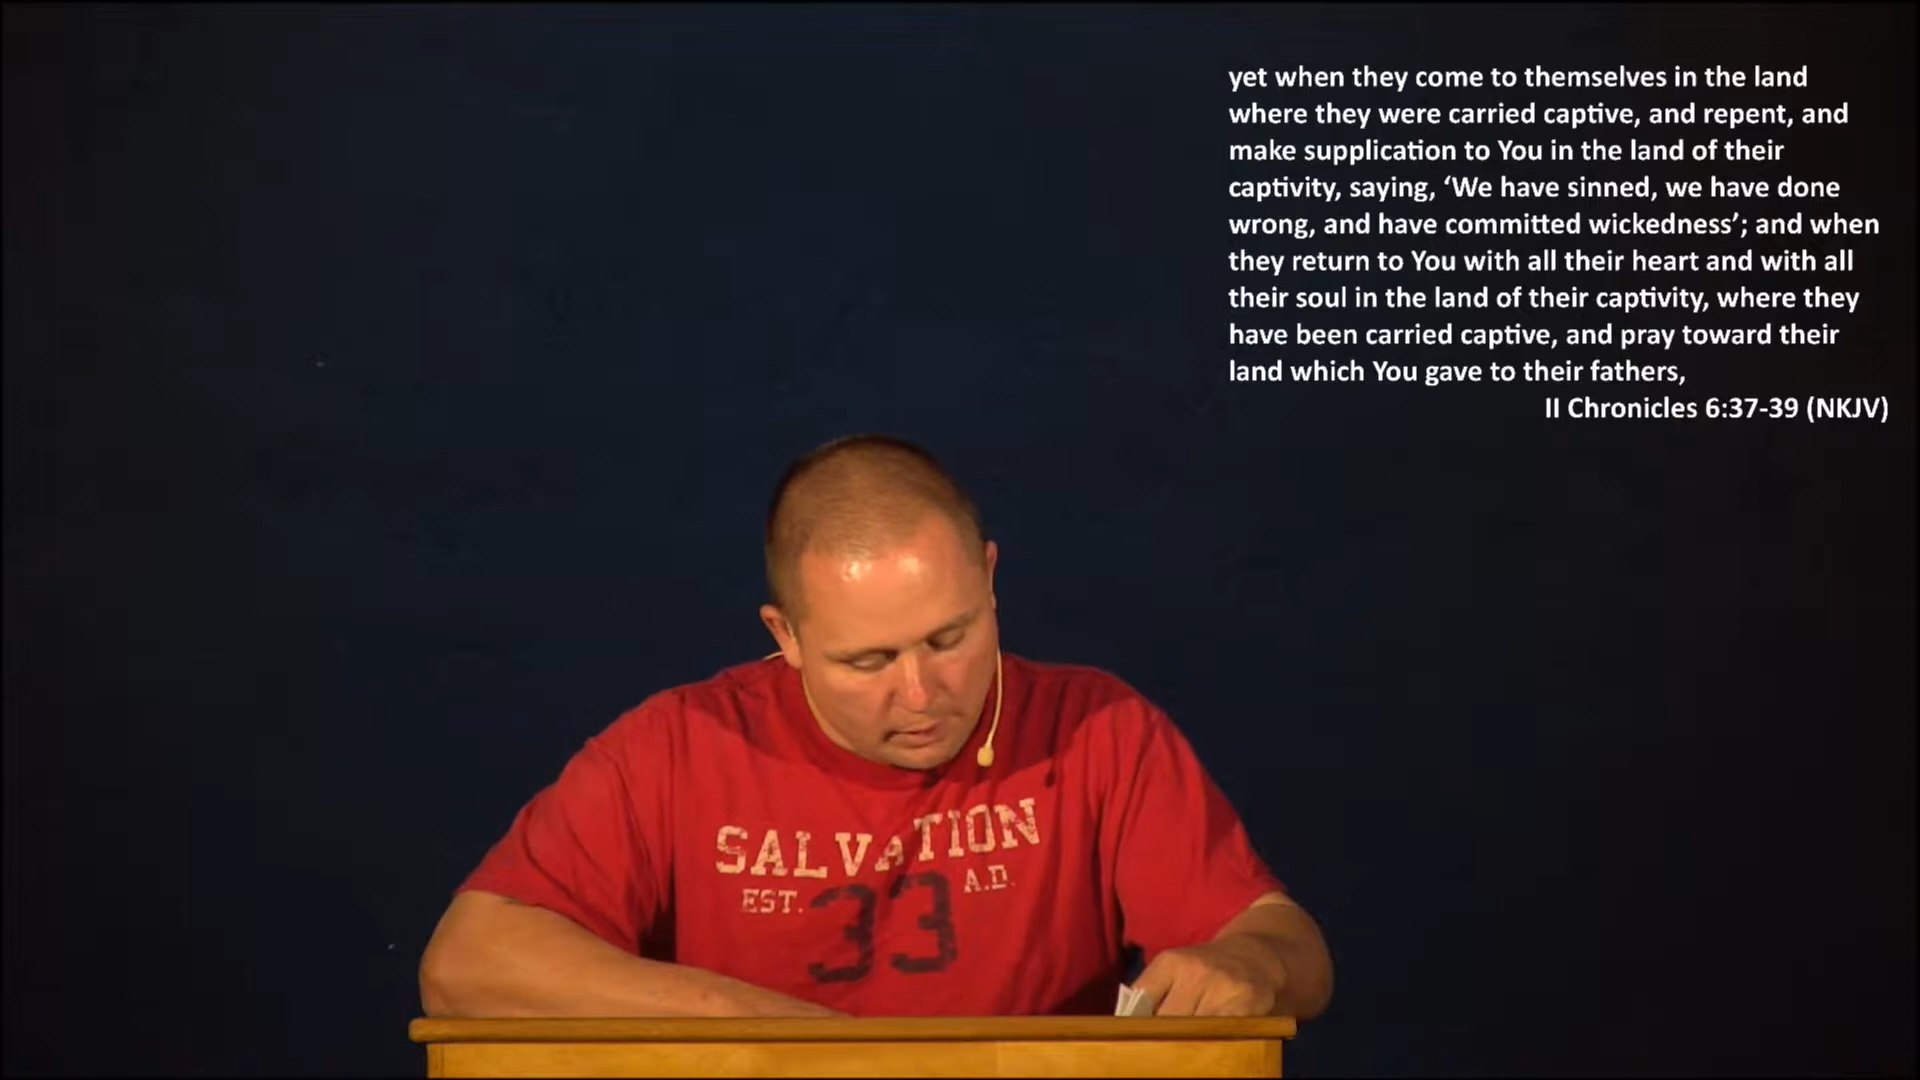 yet when they come to themselves in the land
where they were carried captive, and repent, and
make supplication to You in the land of their
captivity, saying, ‘We have sinned, we have done
wrong, and have committed wickedness’; and when
they return to You with all their heart and with all
their soul in the land of their captivity, where they
have been carried captive, and pray toward their
land which You gave to their fathers,
II Chronicles 6:37-39 (NKJV)
SALVATION
EST. 33 A.D.